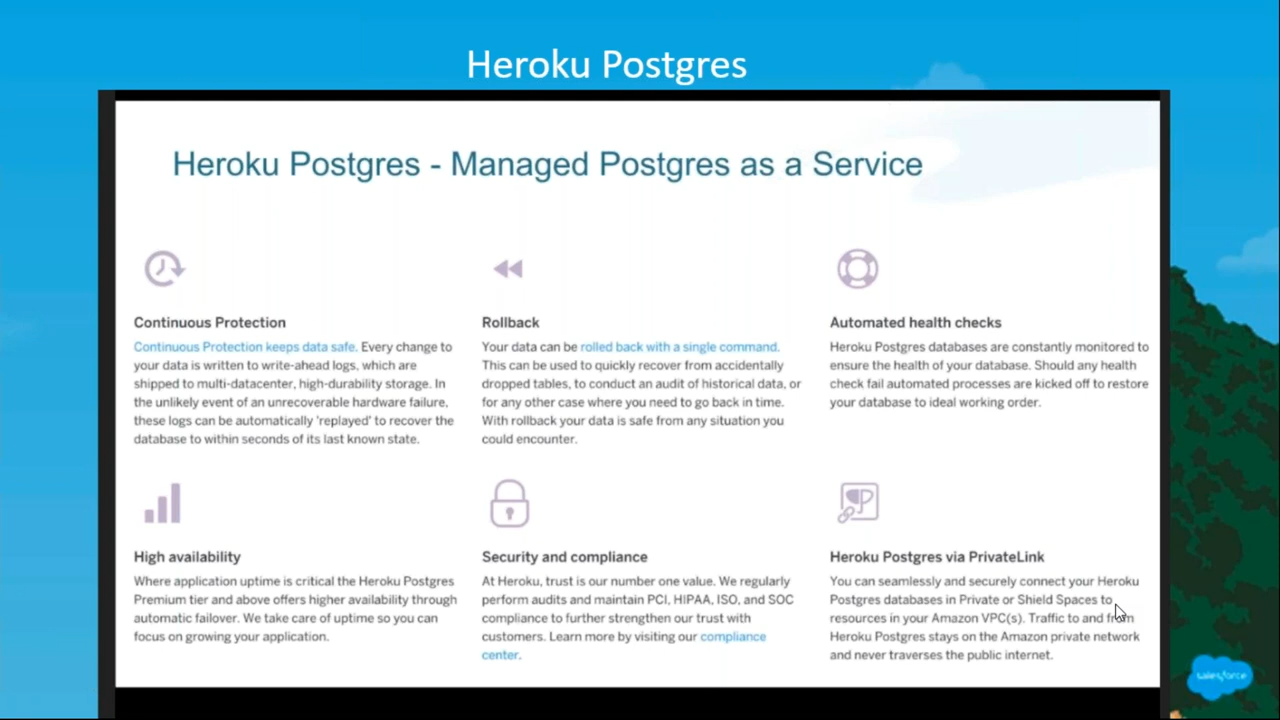 Heroku Postgres
Heroku Postgres - Managed Postgres as a Service
Continuous Protection
Continuous Protection keeps data safe. Every change to
your data is written to write-ahead logs, which are
shipped to multi-datacenter, high-durability storage. In
the unlikely event of an unrecoverable hardware failure,
these logs can be automatically 'replayed' to recover the
database to within seconds of its last known state.
Rollback
Your data can be rolled back with a single command.
This can be used to quickly recover from accidentally
dropped tables, to conduct an audit of historical data, or
for any other case where you need to go back in time.
With rollback your data is safe from any situation you
could encounter.
Automated health checks
Heroku Postgres databases are constantly monitored to
ensure the health of your database. Should any health
check fail automated processes are kicked off to restore
your database to ideal working order.
High availability
Where application uptime is critical the Heroku Postgres
Premium tier and above offers higher availability through
automatic failover. We take care of uptime so you can
focus on growing your application.
Security and compliance
At Heroku, trust is our number one value. We regularly
perform audits and maintain PCI, HIPAA, ISO, and SOC
compliance to further strengthen our trust with
customers. Learn more by visiting our compliance
center.
Heroku Postgres via PrivateLink
You can seamlessly and securely connect your Heroku
Postgres databases in Private or Shield Spaces to
resources in your Amazon VPC(s). Traffic to and from
Heroku Postgres stays on the Amazon private network
and never traverses the public internet.
salesforce